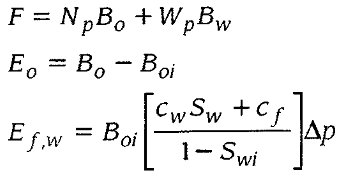 F = N_p B_o + W_p B_w
E_o = B_o − B_oi
E_f,w = B_oi [ (c_w S_w + c_f) / (1 − S_wi) ] Δp